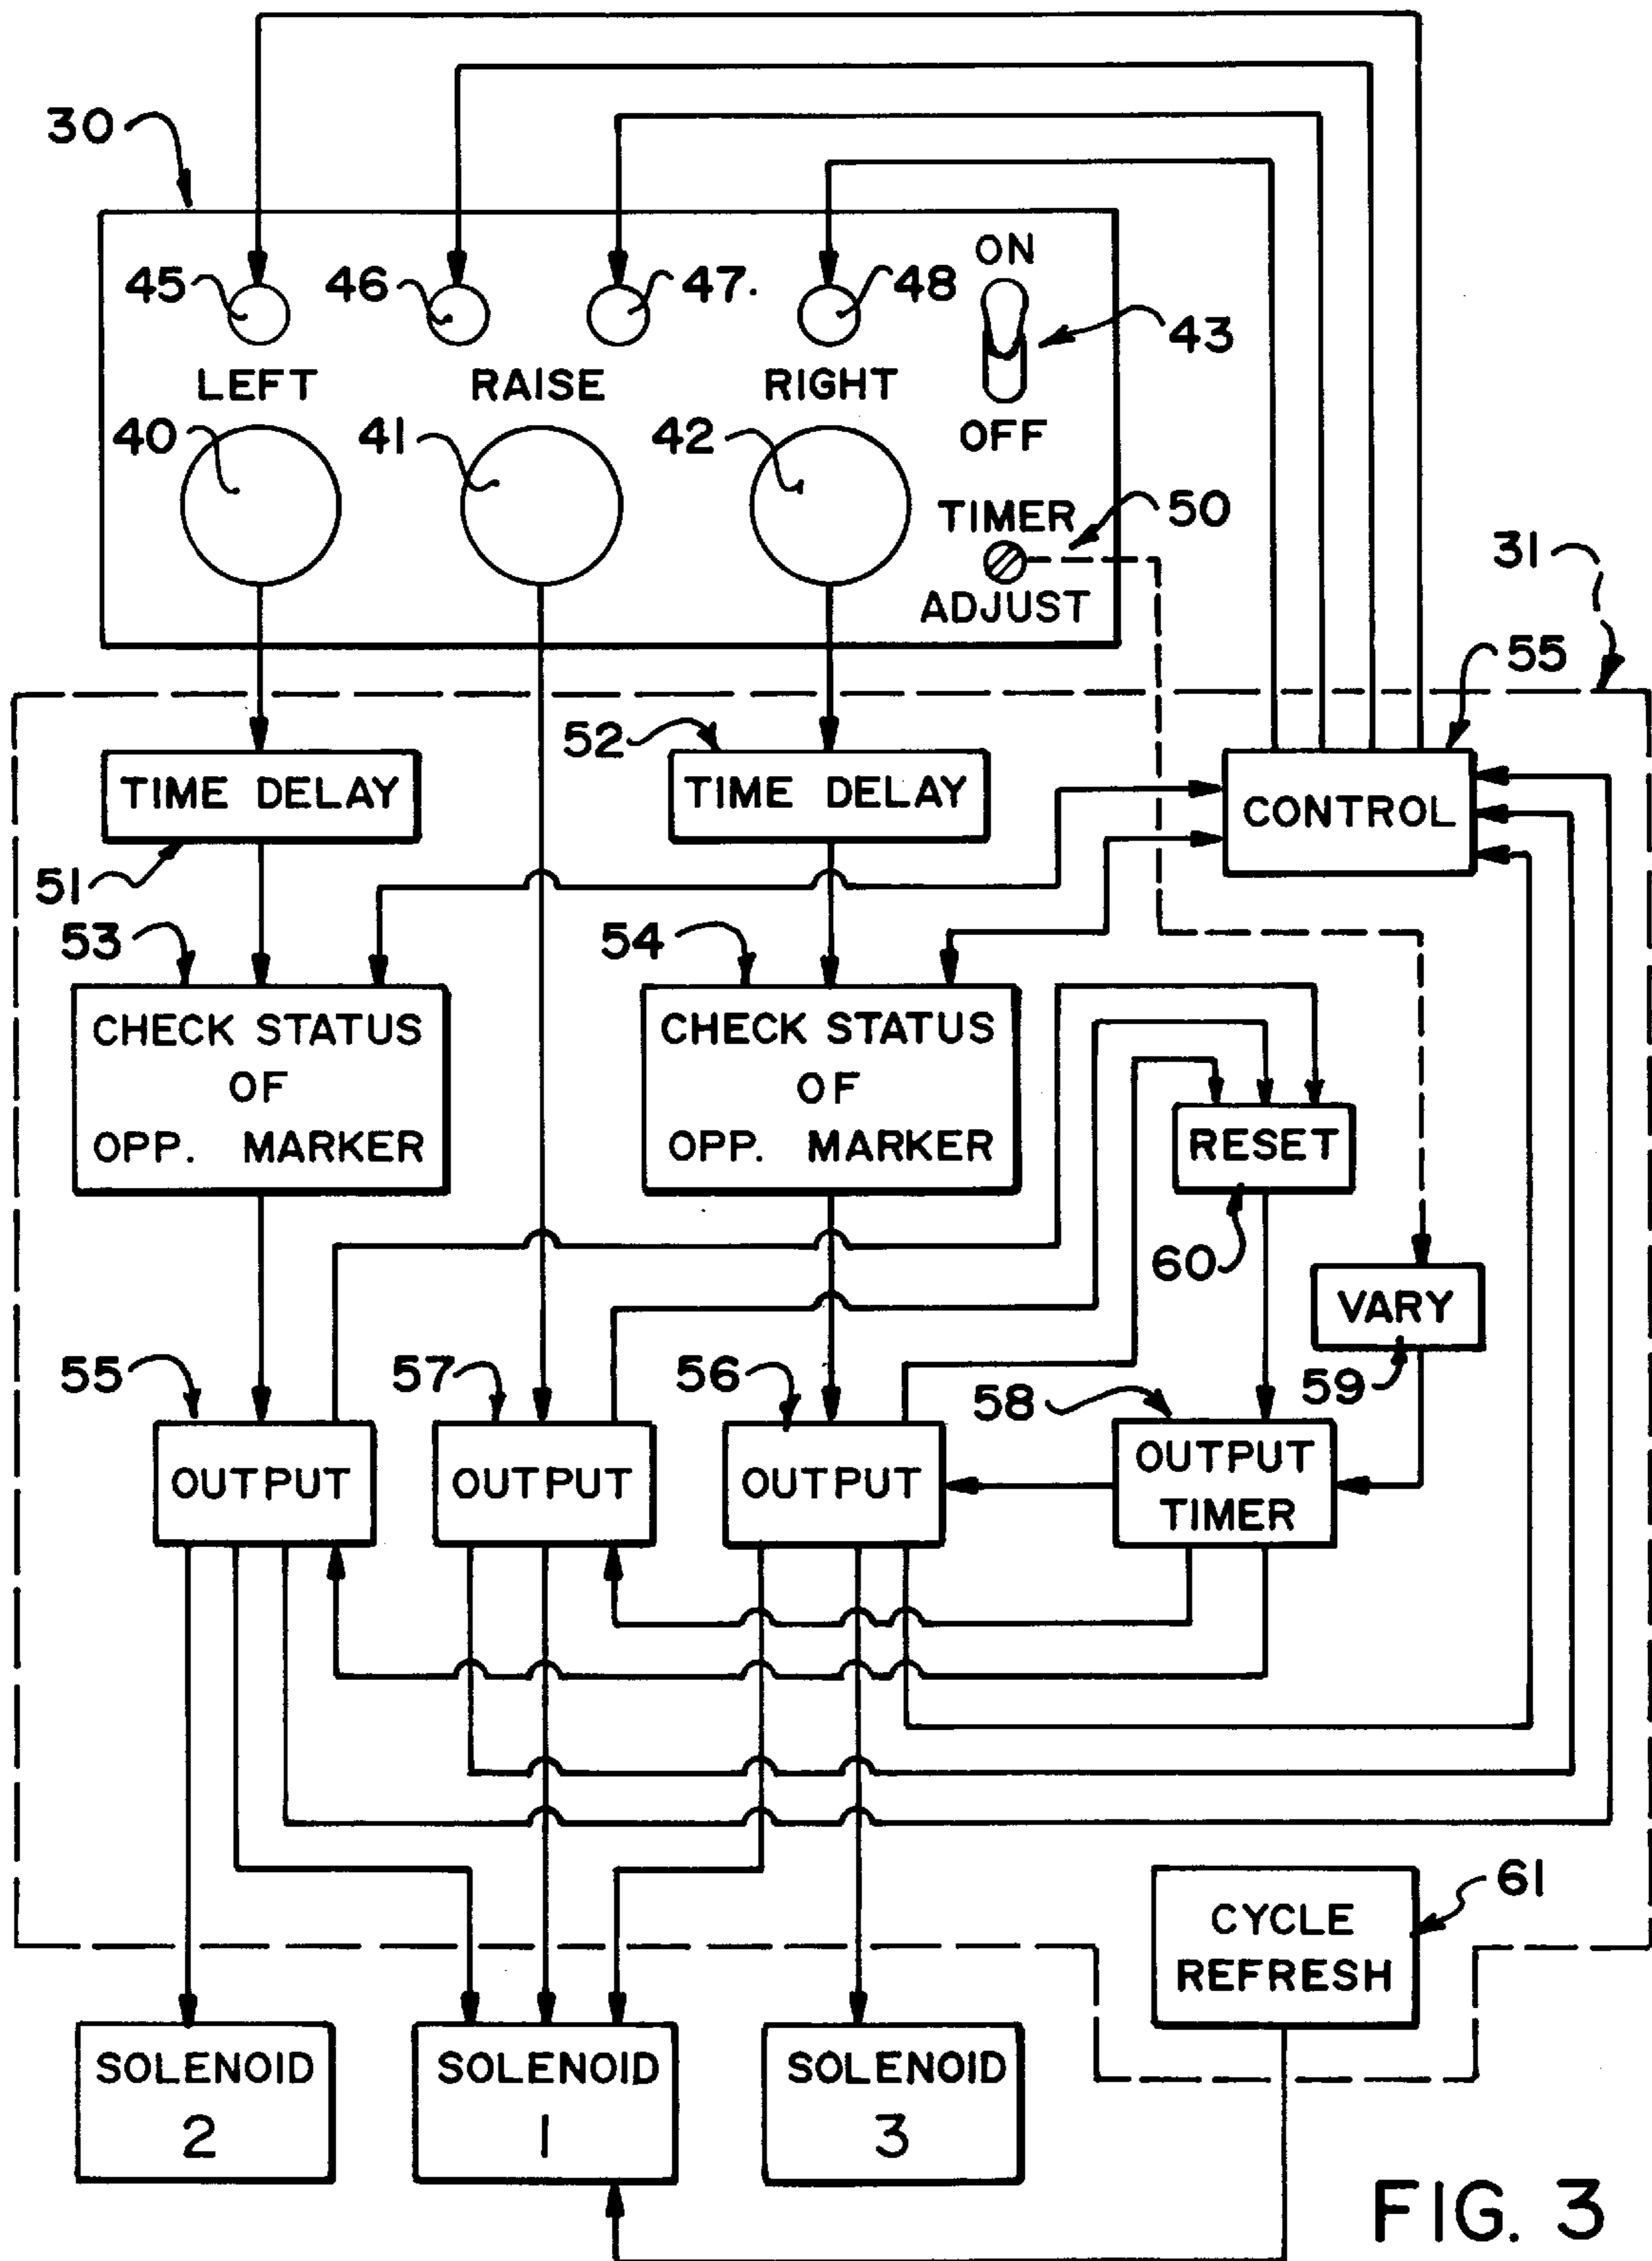 30
ON
45
46
47.
48
43
LEFT
RAISE
RIGHT
40
41
42
OFF
TIMER
50
ADJUST
31
55
52
TIME DELAY
TIME DELAY
CONTROL
51
53
54
CHECK STATUS
OF
OPP. MARKER
CHECK STATUS
OF
OPP. MARKER
RESET
60
VARY
59
55
57
56
58
OUTPUT
OUTPUT
OUTPUT
OUTPUT
TIMER
61
CYCLE
REFRESH
SOLENOID
2
SOLENOID
1
SOLENOID
3
FIG. 3